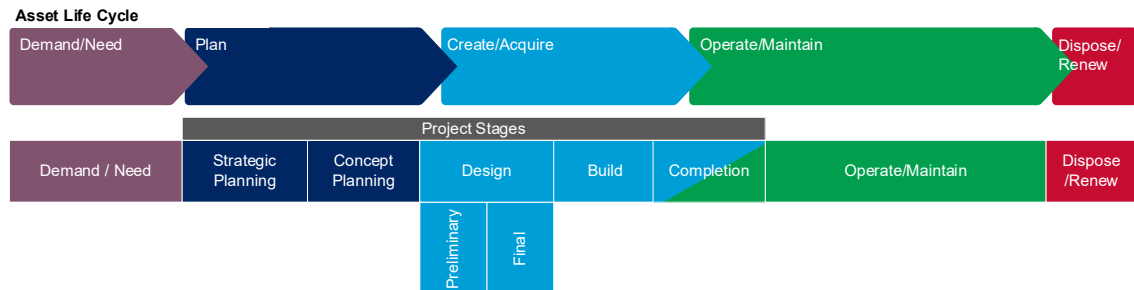 Asset Life Cycle
Demand/Need
Plan
Create/Acquire
Operate/Maintain
Dispose/
Renew
Project Stages
Demand / Need
Strategic
Planning
Concept
Planning
Design
Build
Completion
Operate/Maintain
Dispose
/Renew
Preliminary
Final